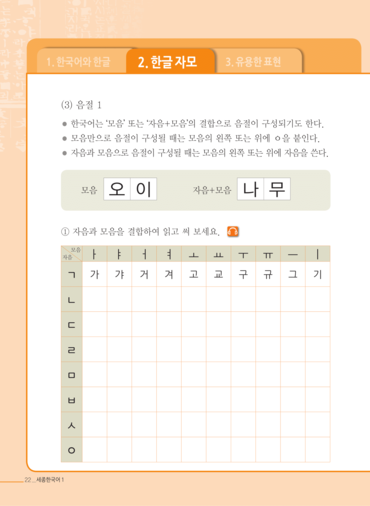 1. 한국어와 한글
2. 한글 자모
3. 유용한 표현
(3) 음절 1
● 한국어는 '모음' 또는 '자음+모음'의 결합으로 음절이 구성되기도 한다.
● 모음만으로 음절이 구성될 때는 모음의 왼쪽 또는 위에 ㅇ을 붙인다.
● 자음과 모음으로 음절이 구성될 때는 모음의 왼쪽 또는 위에 자음을 쓴다.
모음 오 이 자음+모음 나 무
① 자음과 모음을 결합하여 읽고 써 보세요.
모음
자음
ㅏ ㅑ ㅓ ㅕ ㅗ ㅛ ㅜ ㅠ ㅡ ㅣ
ㄱ 가 갸 거 겨 고 교 구 규 그 기
ㄴ
ㄷ
ㄹ
ㅁ
ㅂ
ㅅ
ㅇ
22 _ 세종한국어 1